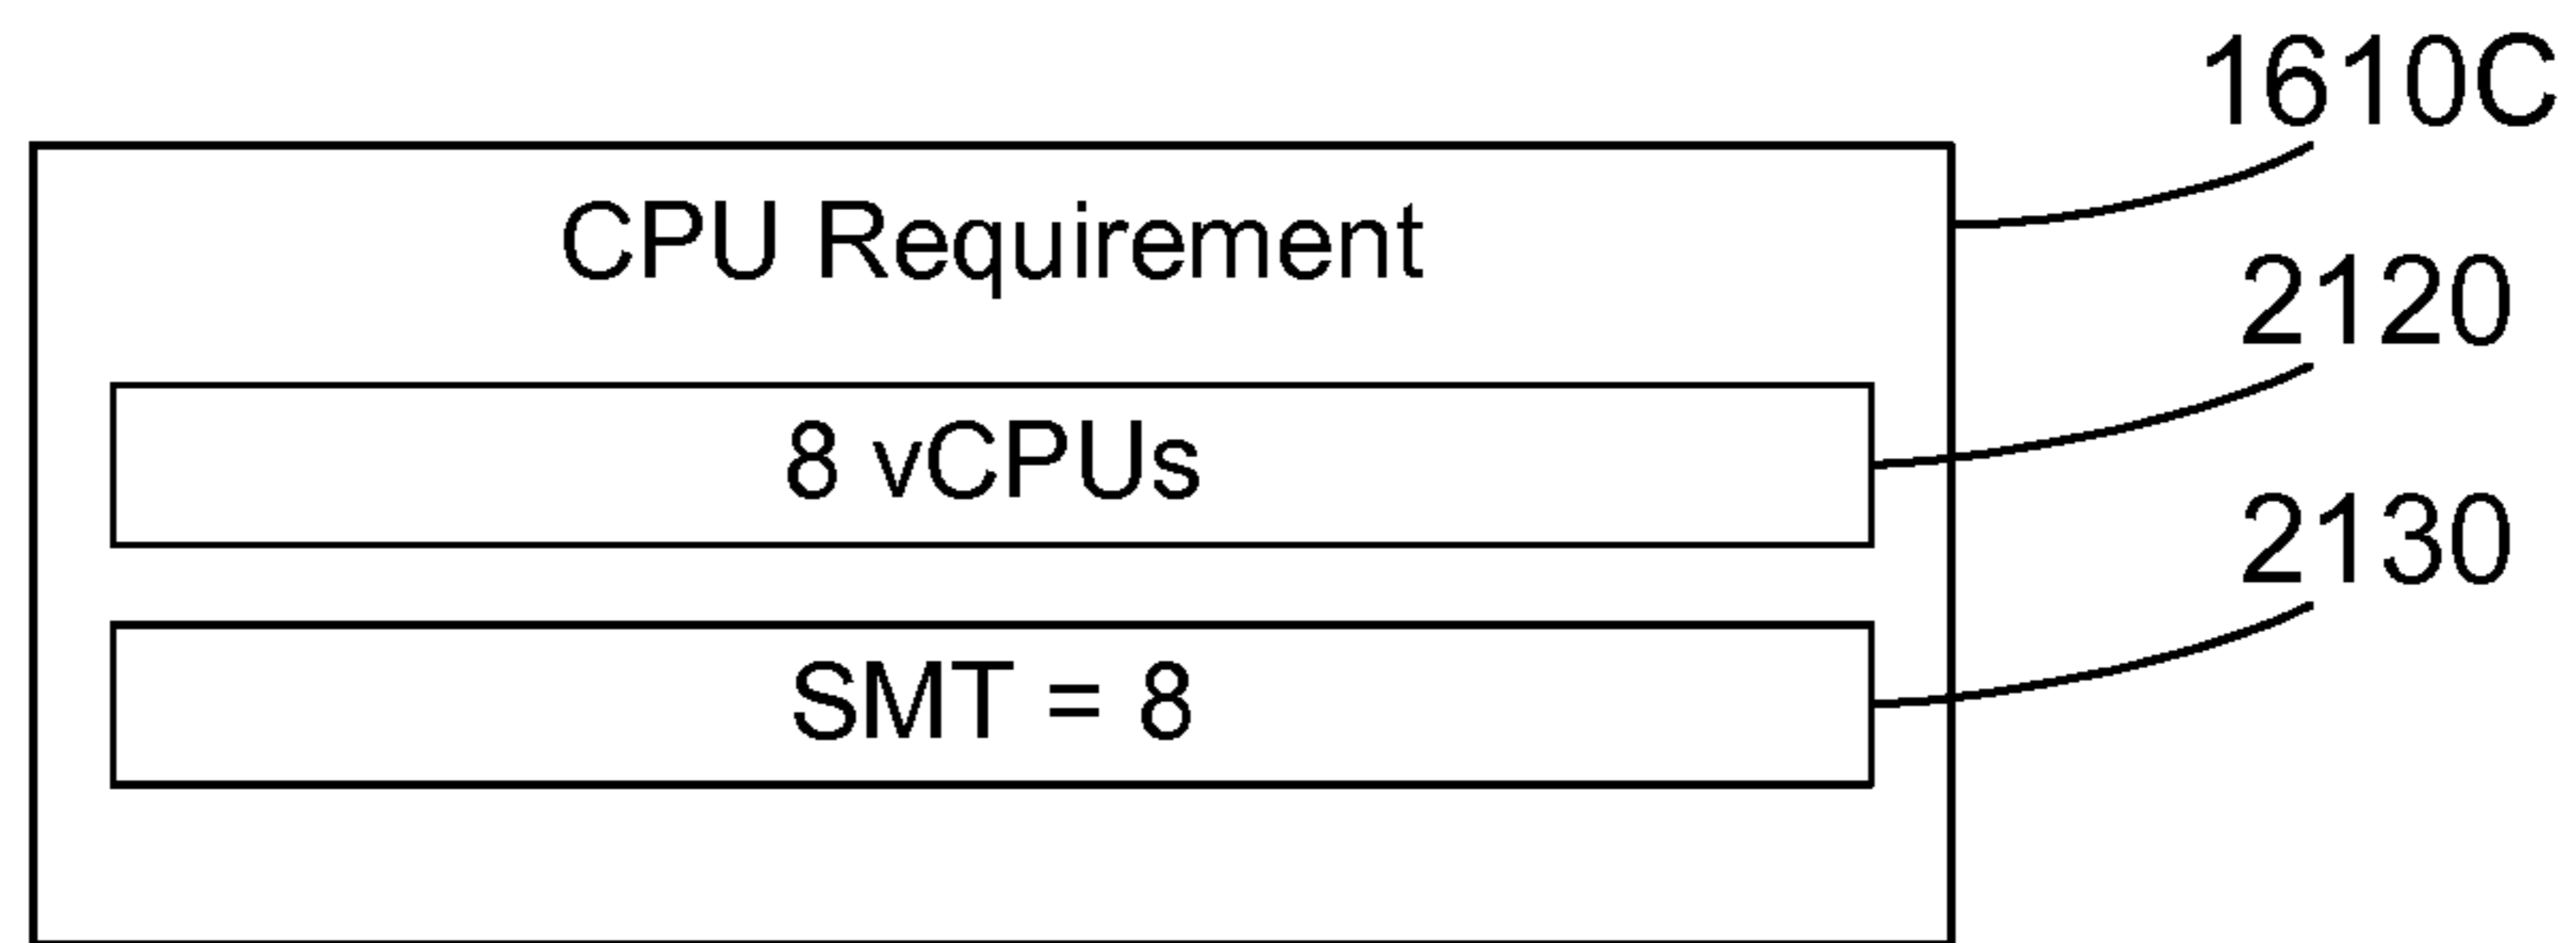 1610C
CPU Requirement
2120
8 vCPUs
2130
SMT = 8